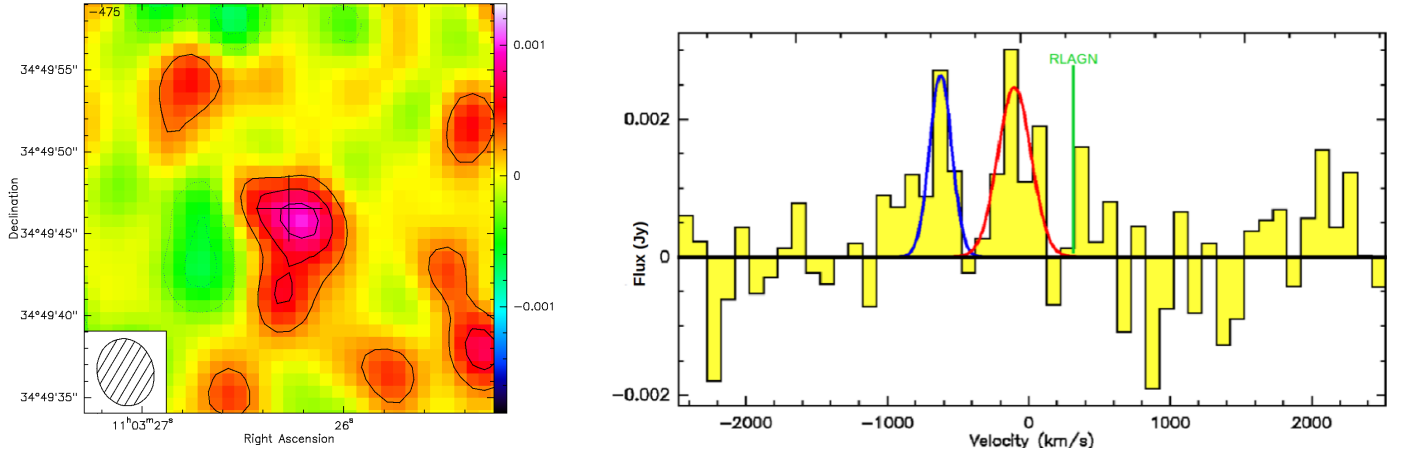 -475
34°49'55"
34°49'50"
34°49'45"
34°49'40"
34°49'35"
Declination
11ʰ03ᵐ27ˢ
26ˢ
Right Ascension
0.001
0
-0.001
RLAGN
0.002
0
-0.002
Flux (Jy)
-2000
-1000
0
1000
2000
Velocity (km/s)